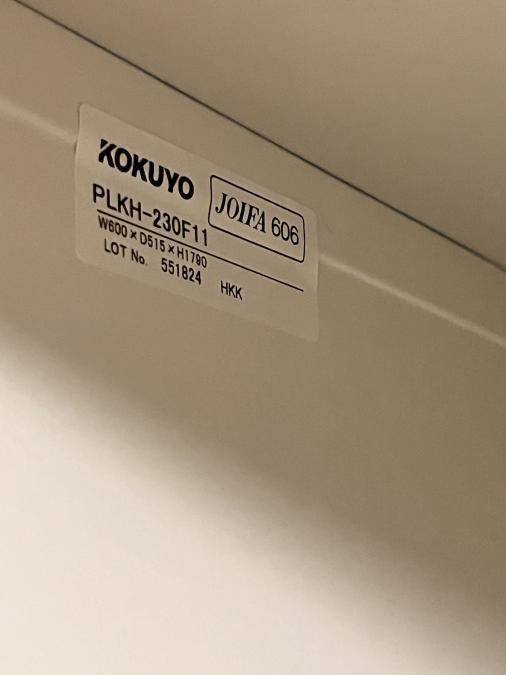 KOKUYO
JOIFA 606
PLKH-230F11
W600×D515×H1790
LOT No. 551824 HKK